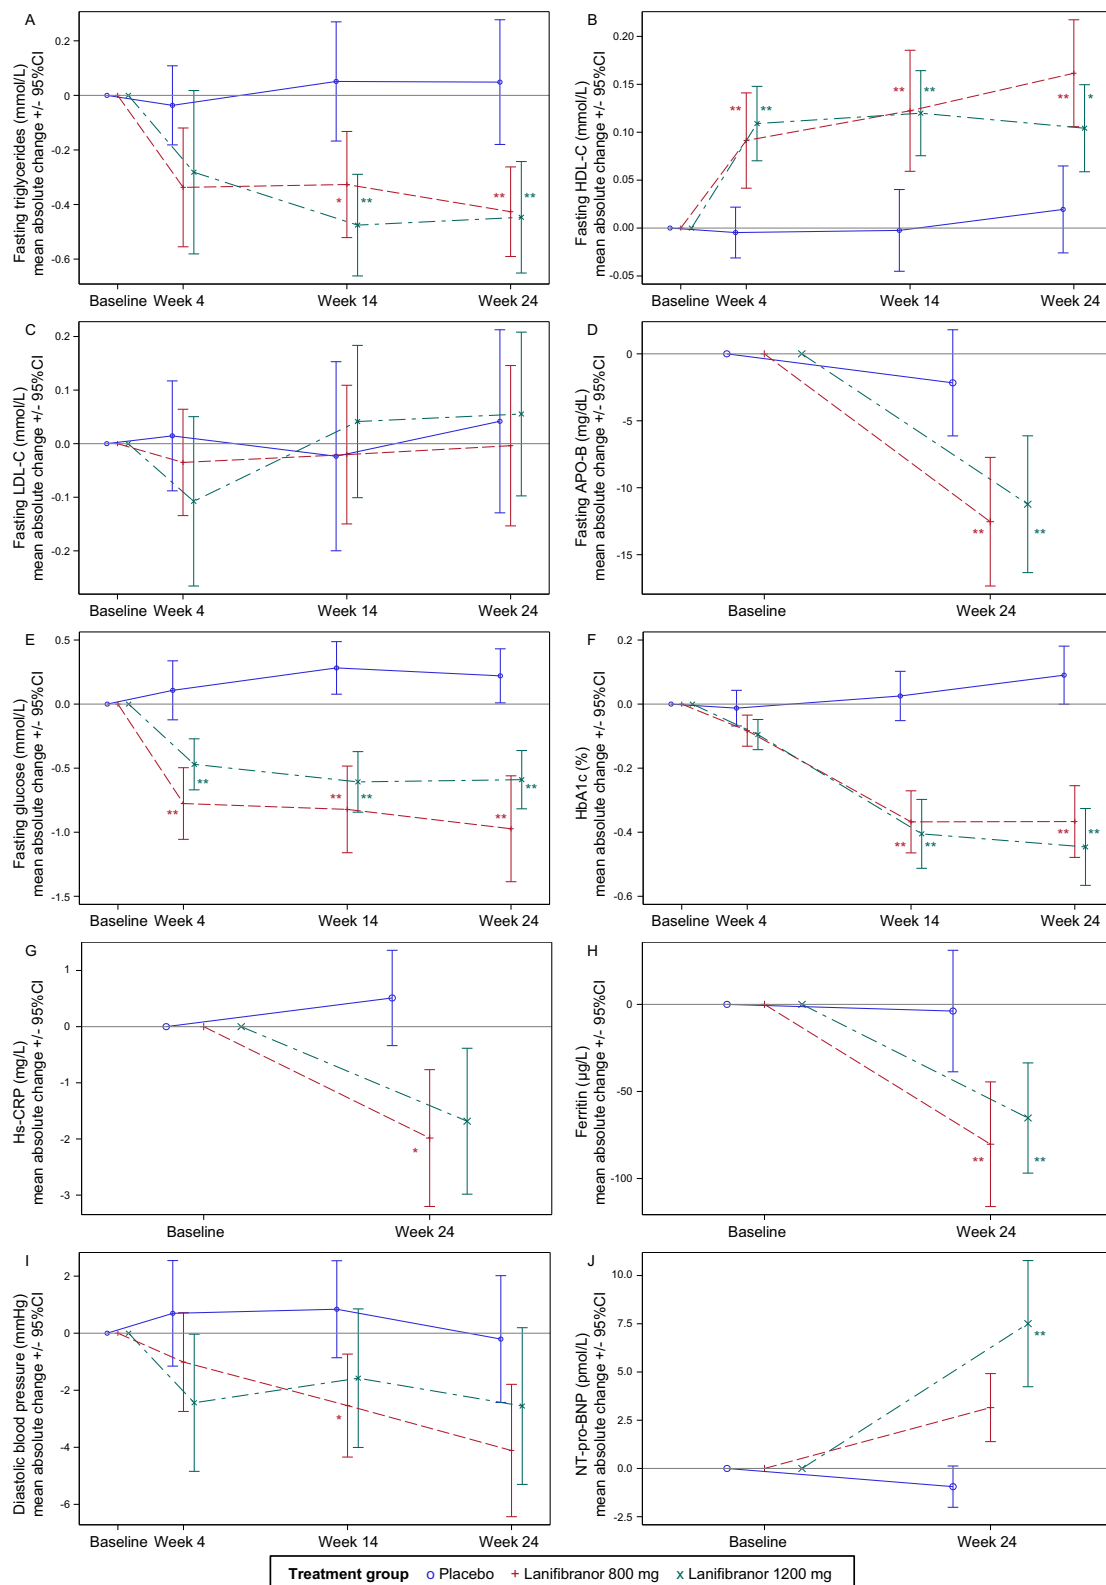 A
Fasting triglycerides (mmol/L)
mean absolute change +/- 95%CI
0.2
0
-0.2
-0.4
-0.6
* ** ** **
Baseline Week 4 Week 14 Week 24
B
Fasting HDL-C (mmol/L)
mean absolute change +/- 95%CI
0.20
0.15
0.10
0.05
0.00
-0.05
** ** ** ** ** *
Baseline Week 4 Week 14 Week 24
C
Fasting LDL-C (mmol/L)
mean absolute change +/- 95%CI
0.2
0.1
0.0
-0.1
-0.2
Baseline Week 4 Week 14 Week 24
D
Fasting APO-B (mg/dL)
mean absolute change +/- 95%CI
0
-5
-10
-15
** **
Baseline Week 24
E
Fasting glucose (mmol/L)
mean absolute change +/- 95%CI
0.5
0.0
-0.5
-1.0
-1.5
** ** ** ** ** **
Baseline Week 4 Week 14 Week 24
F
HbA1c (%)
mean absolute change +/- 95%CI
0.2
0.0
-0.2
-0.4
-0.6
** ** ** **
Baseline Week 4 Week 14 Week 24
G
Hs-CRP (mg/L)
mean absolute change +/- 95%CI
1
0
-1
-2
-3
*
Baseline Week 24
H
Ferritin (µg/L)
mean absolute change +/- 95%CI
0
-50
-100
** **
Baseline Week 24
I
Diastolic blood pressure (mmHg)
mean absolute change +/- 95%CI
2
0
-2
-4
-6
*
Baseline Week 4 Week 14 Week 24
J
NT-pro-BNP (pmol/L)
mean absolute change +/- 95%CI
10.0
7.5
5.0
2.5
0.0
-2.5
**
Baseline Week 24
Treatment group o Placebo + Lanifibranor 800 mg x Lanifibranor 1200 mg